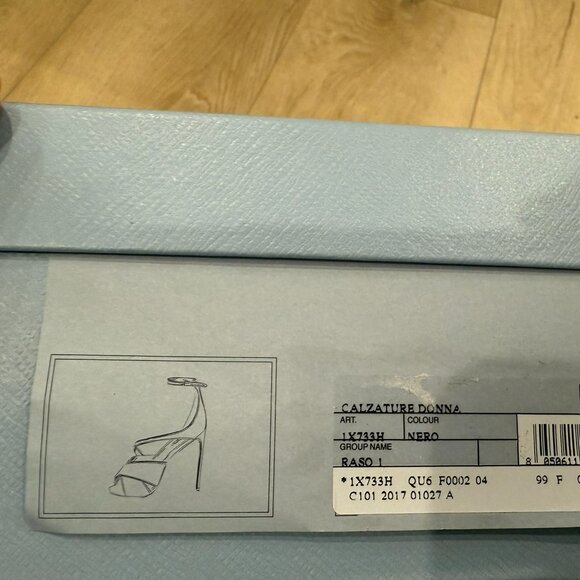 CALZATURE DONNA
ART. COLOUR
1X733H NERO
GROUP NAME
RASO 1
8 050611
*1X733H QU6 F0002 04 99 F
C101 2017 01027 A